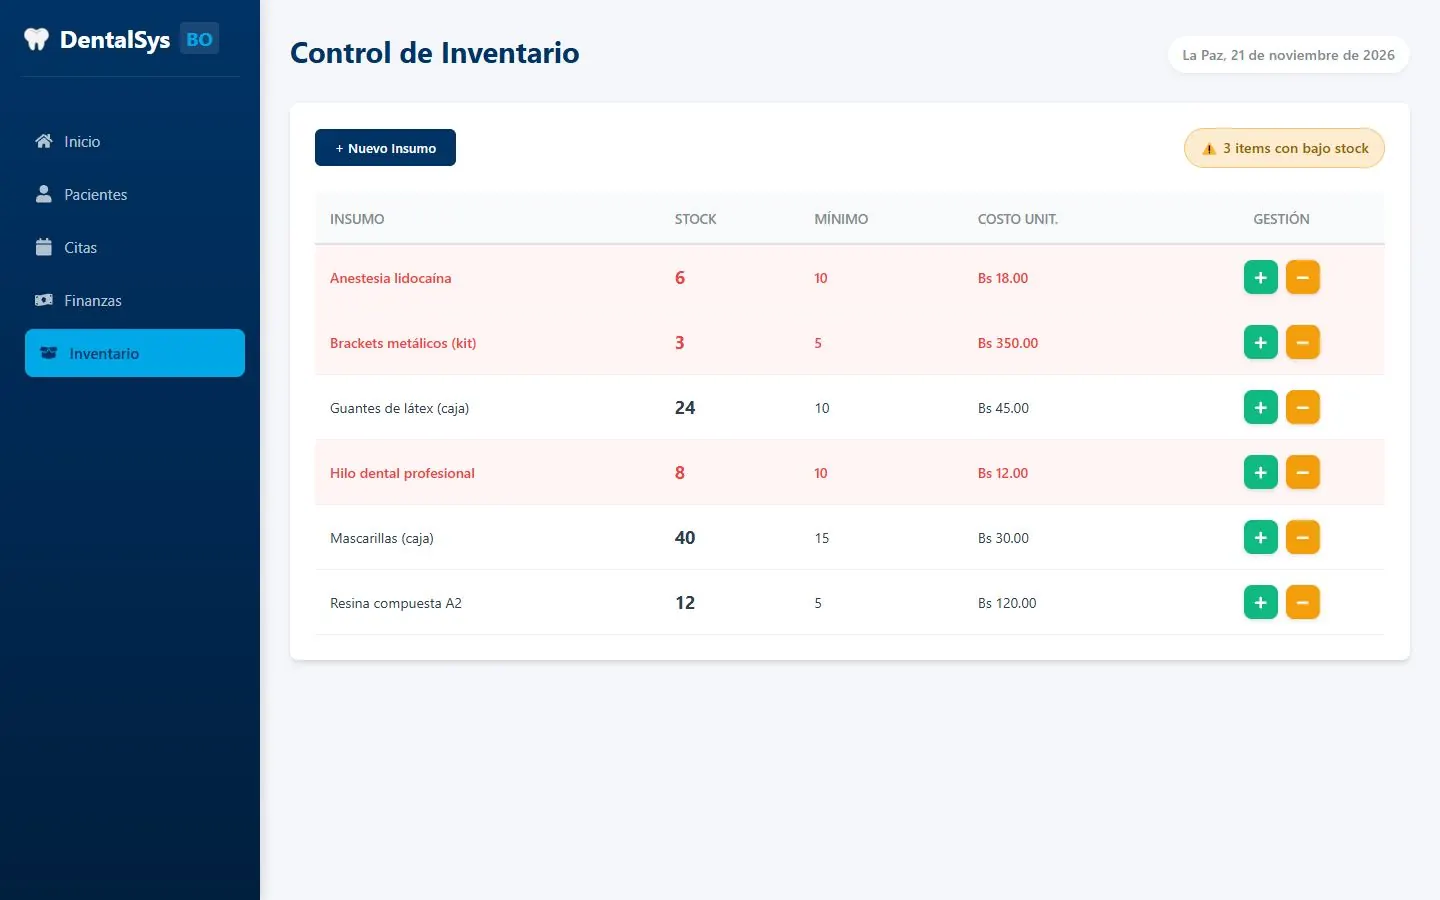 DentalSys BO
Inicio
Pacientes
Citas
Finanzas
Inventario
Control de Inventario
La Paz, 21 de noviembre de 2026
+ Nuevo Insumo
3 items con bajo stock
INSUMO STOCK MÍNIMO COSTO UNIT. GESTIÓN
Anestesia lidocaína 6 10 Bs 18.00 + −
Brackets metálicos (kit) 3 5 Bs 350.00 + −
Guantes de látex (caja) 24 10 Bs 45.00 + −
Hilo dental profesional 8 10 Bs 12.00 + −
Mascarillas (caja) 40 15 Bs 30.00 + −
Resina compuesta A2 12 5 Bs 120.00 + −